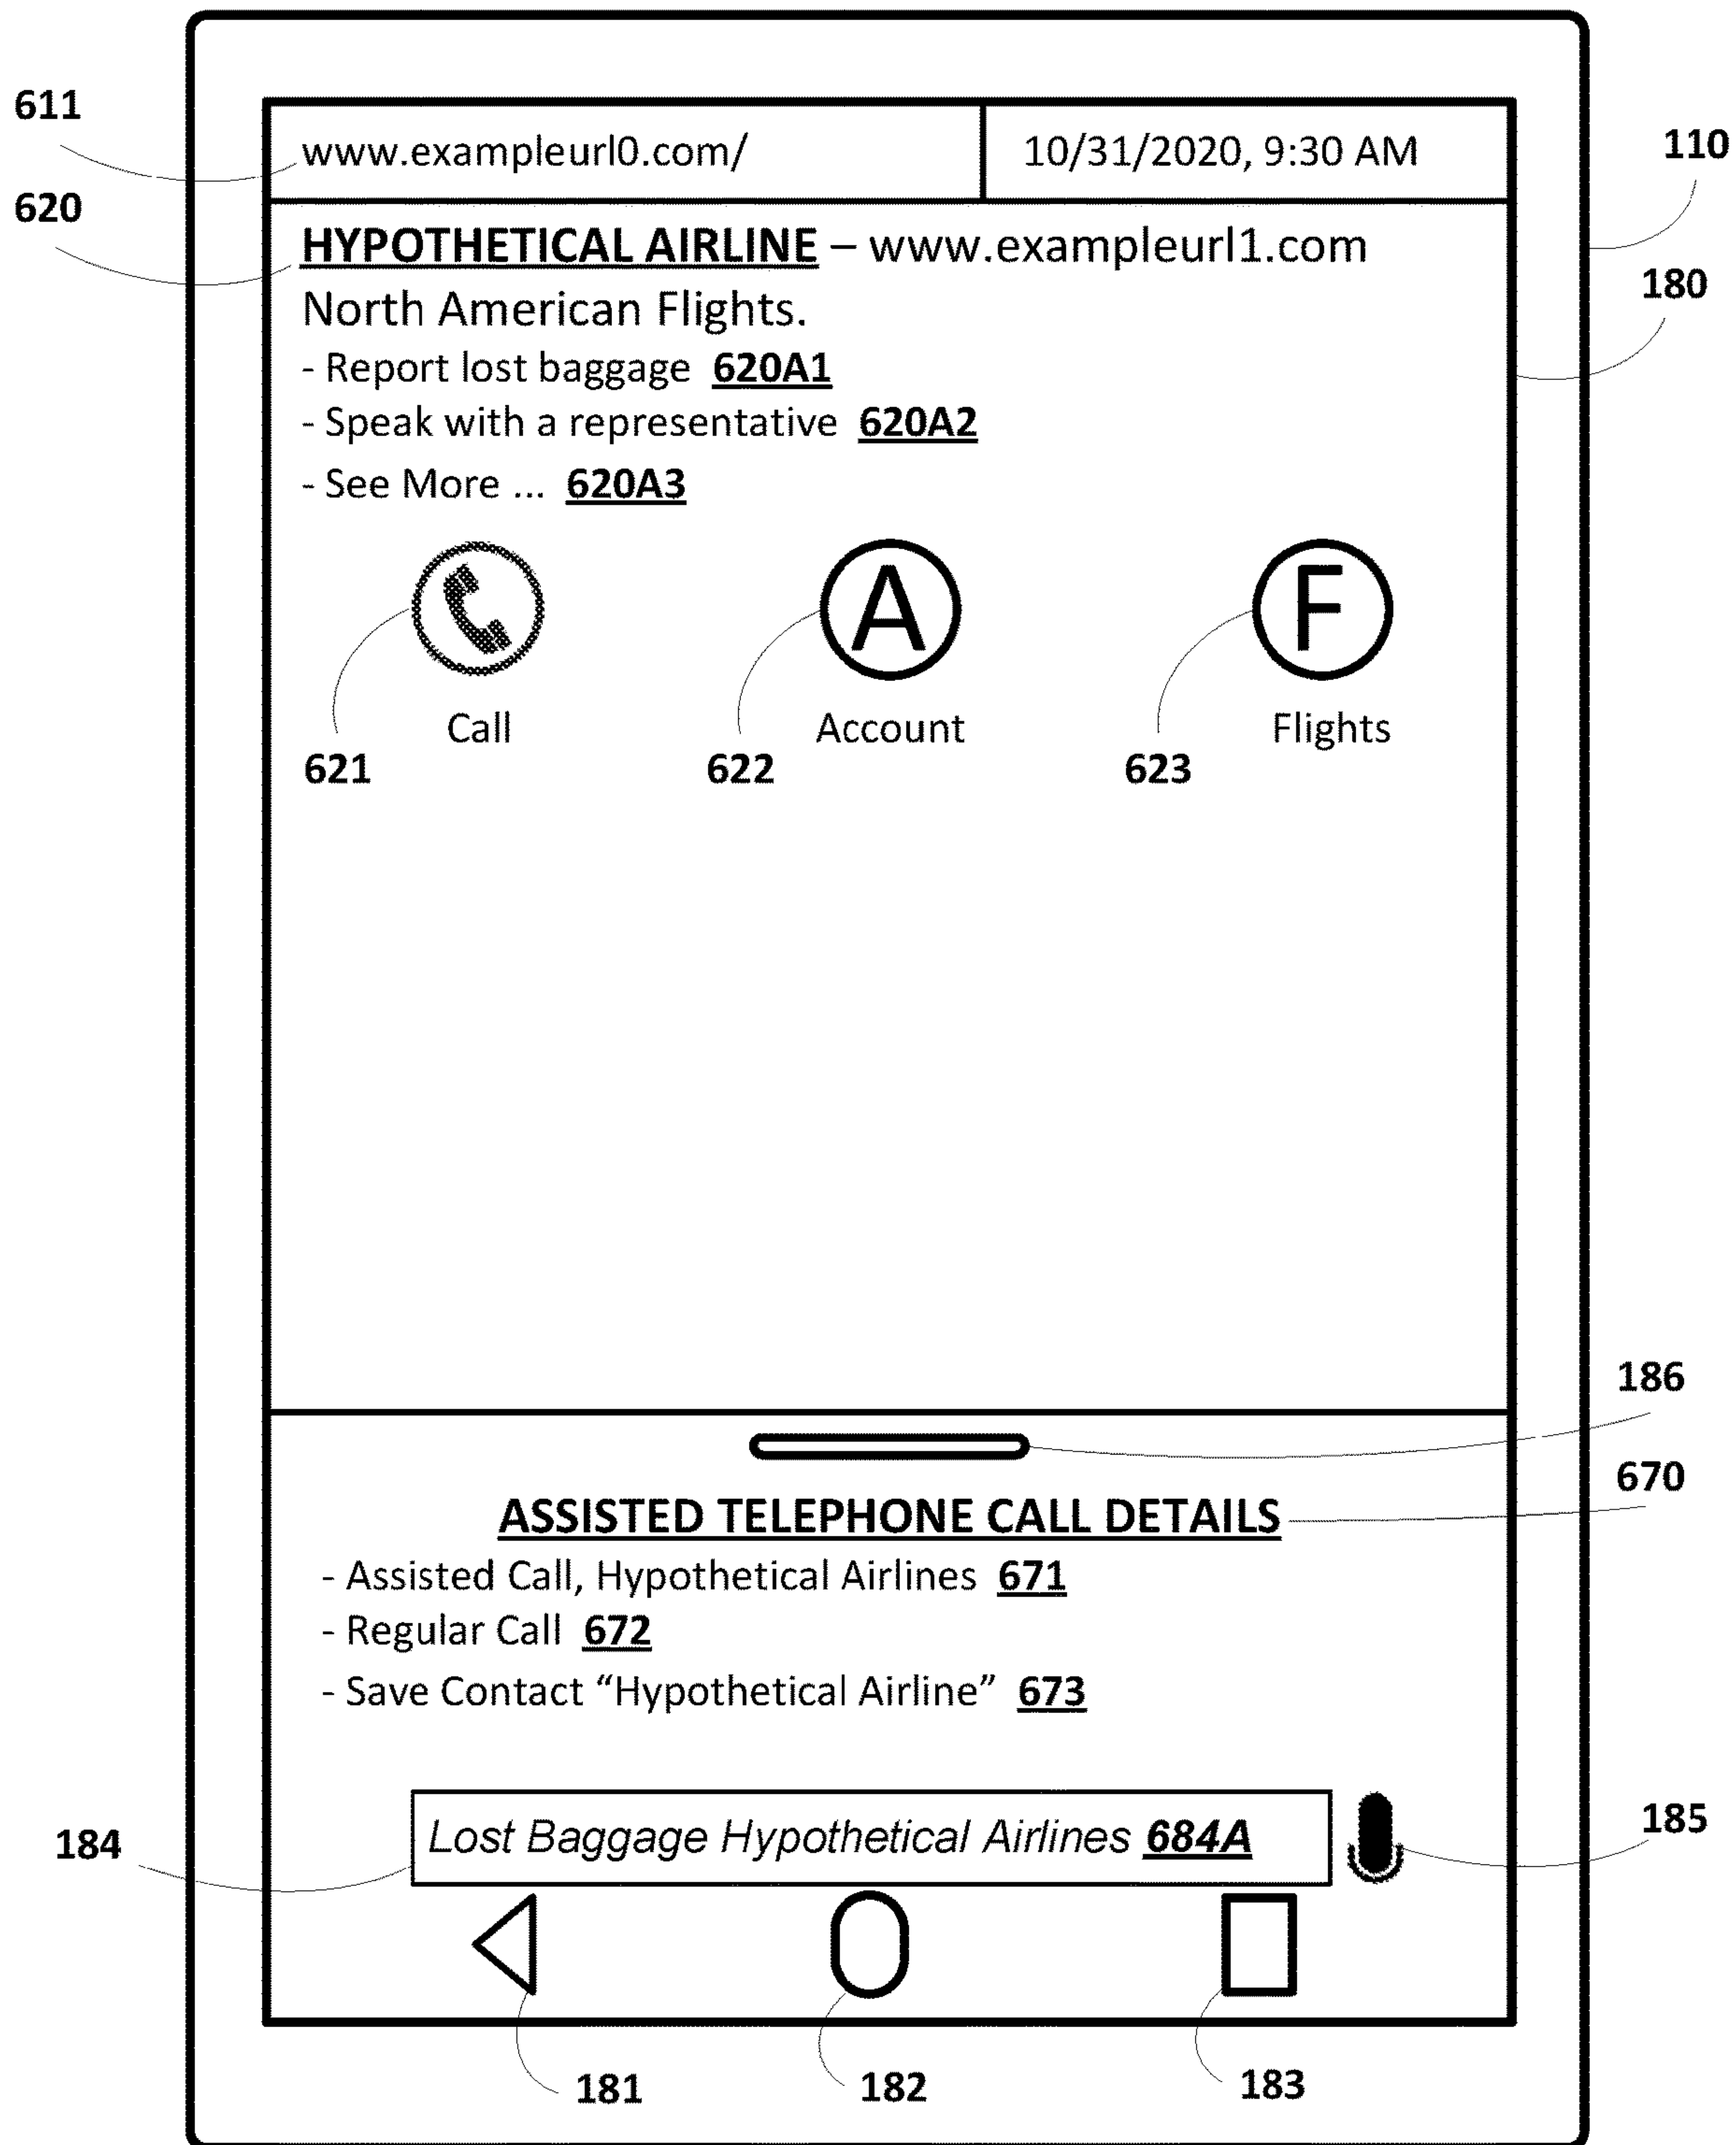 611
www.exampleurl0.com/ 10/31/2020, 9:30 AM
110
620
HYPOTHETICAL AIRLINE – www.exampleurl1.com
180
North American Flights.
- Report lost baggage 620A1
- Speak with a representative 620A2
- See More ... 620A3
A
F
Call Account Flights
621 622 623
186
670
ASSISTED TELEPHONE CALL DETAILS
- Assisted Call, Hypothetical Airlines 671
- Regular Call 672
- Save Contact “Hypothetical Airline” 673
184
Lost Baggage Hypothetical Airlines 684A
185
181 182 183